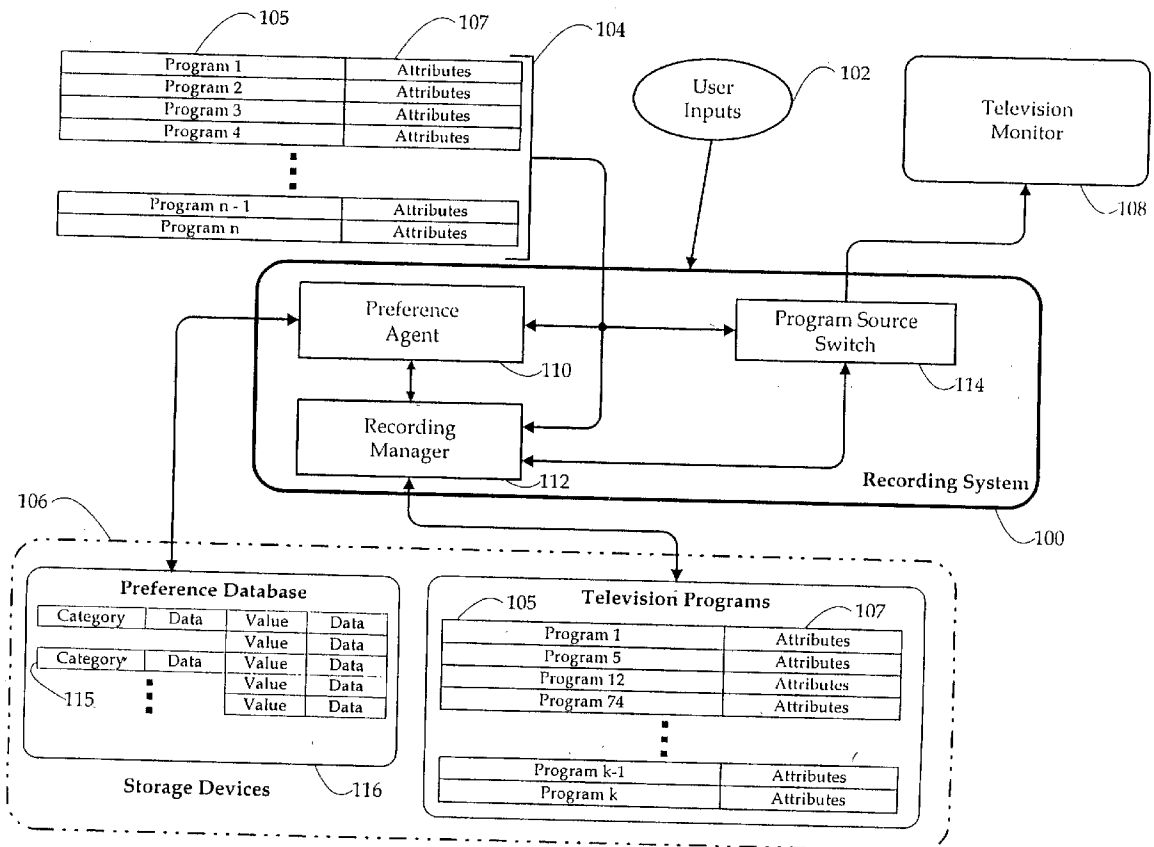 105
107
104
Program 1 Attributes
Program 2 Attributes
Program 3 Attributes
Program 4 Attributes
Program n - 1 Attributes
Program n Attributes
User
Inputs
102
Television
Monitor
108
Preference
Agent
110
Program Source
Switch
114
Recording
Manager
112
Recording System
100
106
Preference Database
Category Data Value Data
Value Data
Category Data Value Data
Value Data
Value Data
115
116
Storage Devices
Television Programs
105
107
Program 1 Attributes
Program 5 Attributes
Program 12 Attributes
Program 74 Attributes
Program k-1 Attributes
Program k Attributes